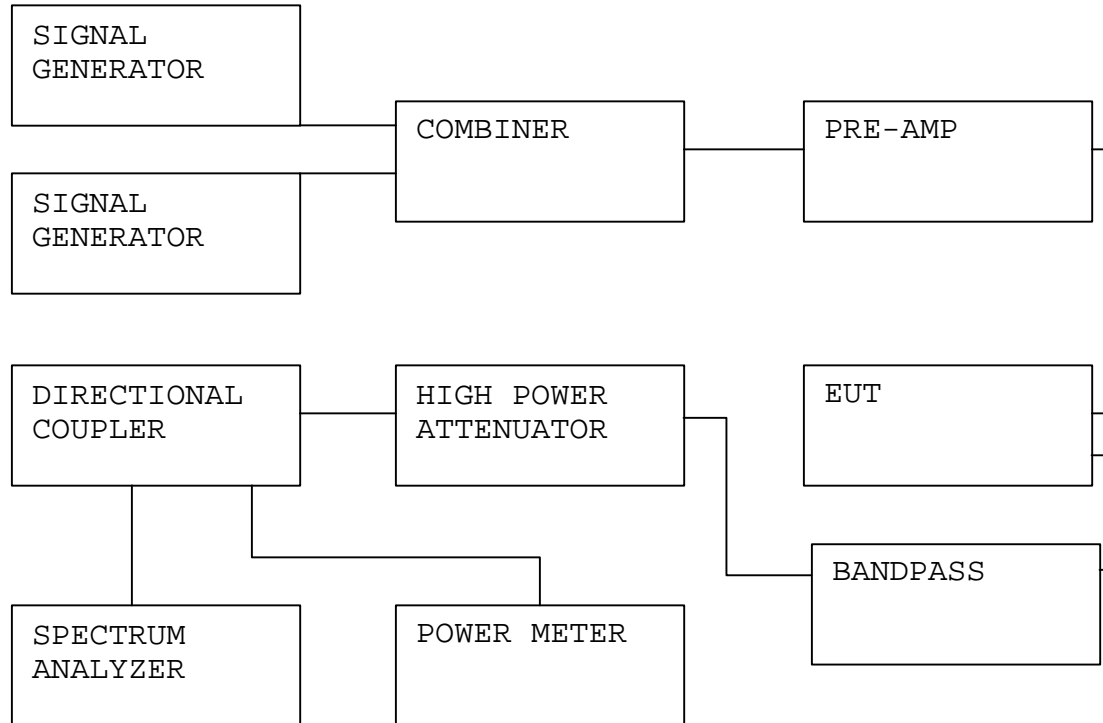 SIGNAL
GENERATOR
COMBINER
PRE-AMP
SIGNAL
GENERATOR
DIRECTIONAL
COUPLER
HIGH POWER
ATTENUATOR
EUT
BANDPASS
SPECTRUM
ANALYZER
POWER METER